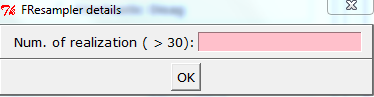 FResampler details
Num. of realization ( > 30):
OK